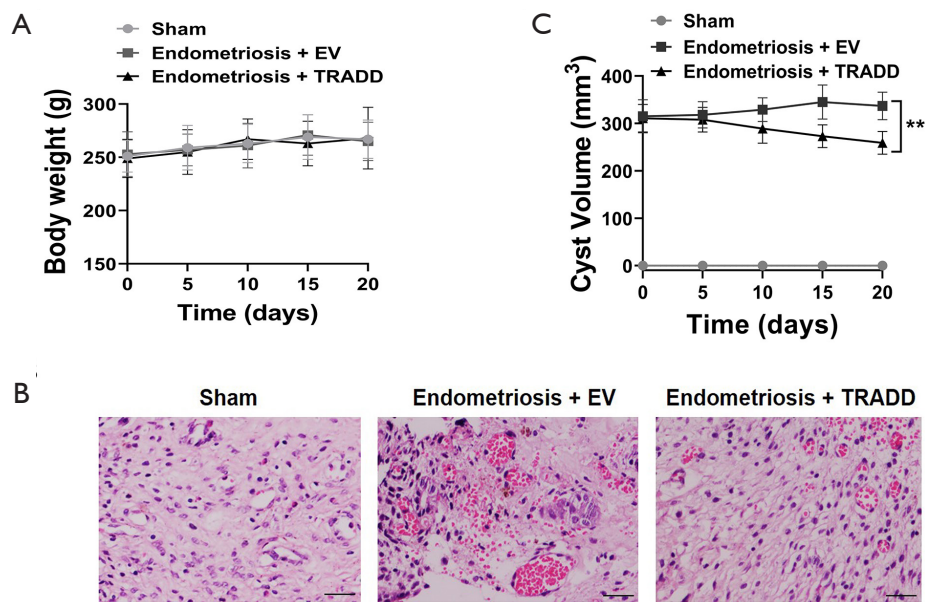 A
Sham
Endometriosis + EV
Endometriosis + TRADD
Body weight (g)
300
250
200
150
0 5 10 15 20
Time (days)
C
Sham
Endometriosis + EV
Endometriosis + TRADD
Cyst Volume (mm³)
400
300
200
100
0
0 5 10 15 20
Time (days)
**
B
Sham
Endometriosis + EV
Endometriosis + TRADD